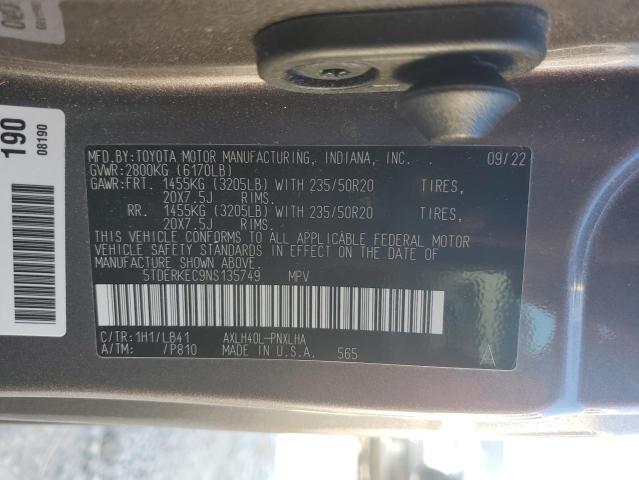 190
08190
MFD.BY:TOYOTA MOTOR MANUFACTURING, INDIANA, INC. 09/22
GVWR:2800KG (6170LB)
GAWR:FRT. 1455KG (3205LB) WITH 235/50R20 TIRES,
20X7.5J RIMS.
RR. 1455KG (3205LB) WITH 235/50R20 TIRES,
20X7.5J RIMS.
THIS VEHICLE CONFORMS TO ALL APPLICABLE FEDERAL MOTOR
VEHICLE SAFETY STANDARDS IN EFFECT ON THE DATE OF
MANUFACTURE SHOWN ABOVE.
5TDERKEC9NS135749 MPV
C/TR:1H1/LB41 AXLH40L-PNXLHA
A/TM: /P810 MADE IN U.S.A. 565